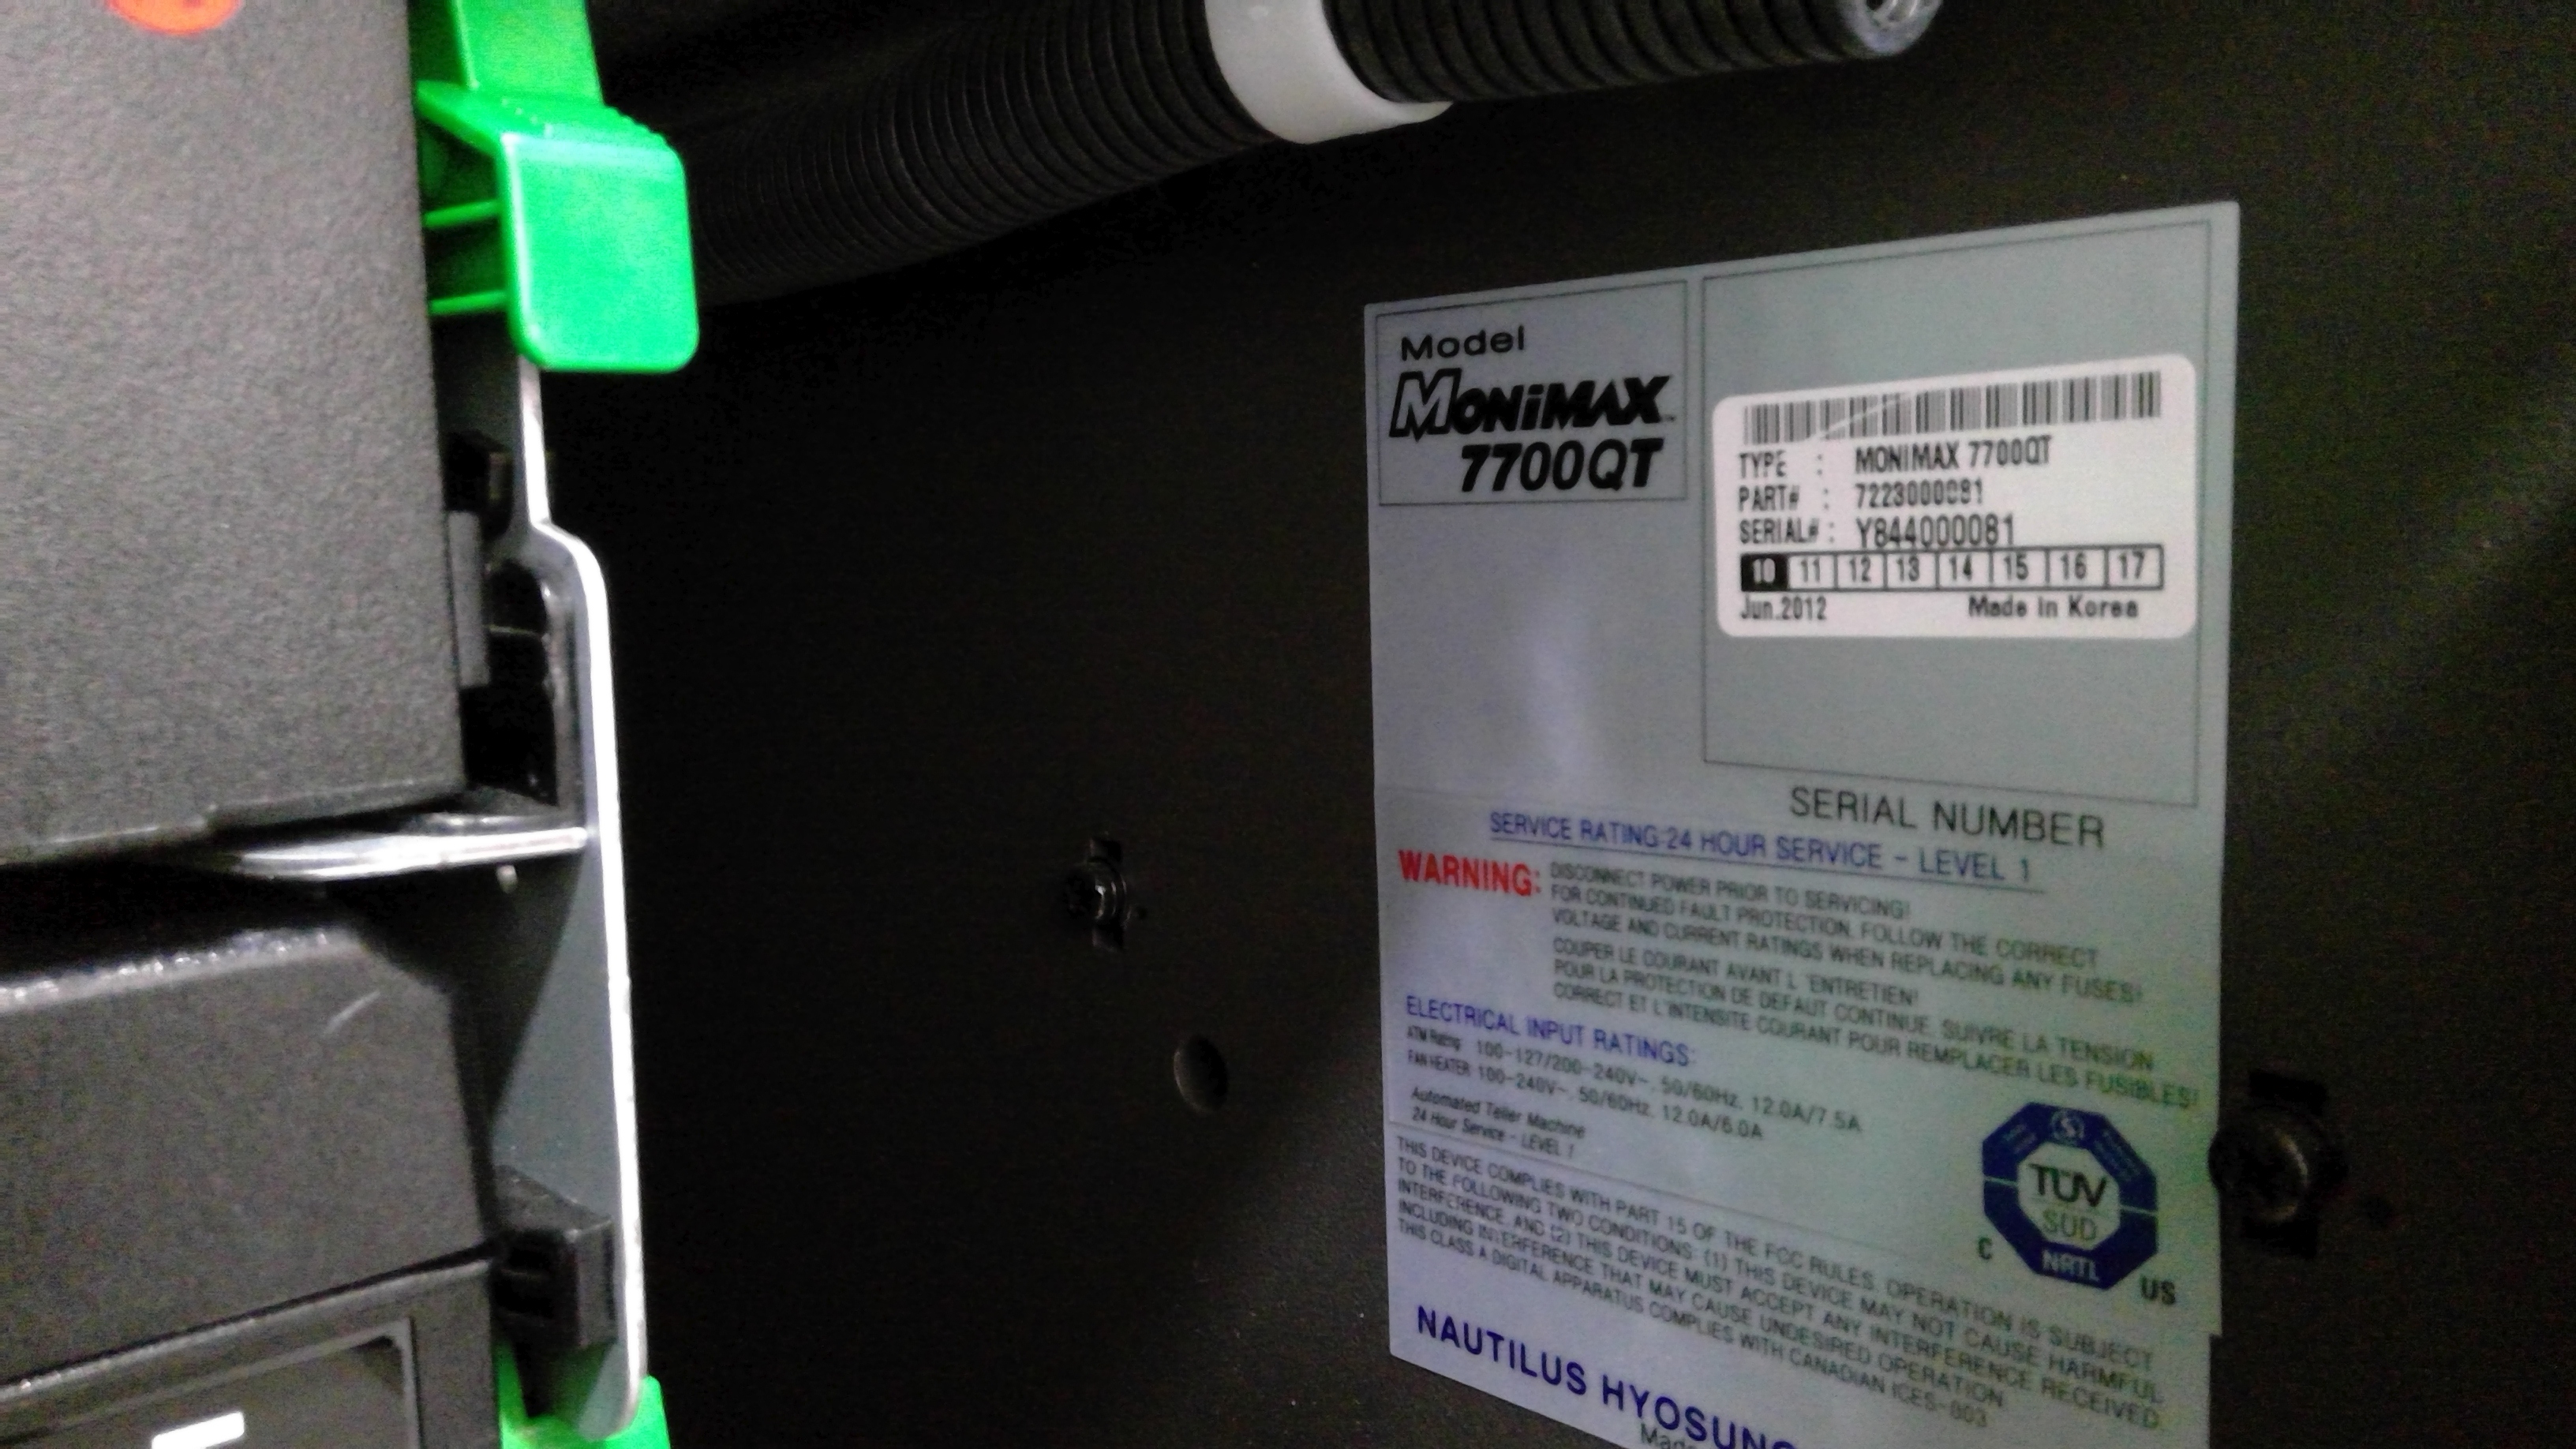 Model
MONiMAX
7700QT
TYPE : MONIMAX 7700QT
PART# : 7223000081
SERIAL# : Y844000081
10 11 12 13 14 15 16 17
Jun.2012 Made In Korea
SERIAL NUMBER
SERVICE RATING:24 HOUR SERVICE - LEVEL 1
WARNING: DISCONNECT POWER PRIOR TO SERVICING!
FOR CONTINUED FAULT PROTECTION, FOLLOW THE CORRECT
VOLTAGE AND CURRENT RATINGS WHEN REPLACING ANY FUSES!
COUPER LE COURANT AVANT L 'ENTRETIEN!
POUR LA PROTECTION DE DEFAUT CONTINUE, SUIVRE LA TENSION
CORRECT ET L'INTENSITE COURANT POUR REMPLACER LES FUSIBLES!
ELECTRICAL INPUT RATINGS:
ATM Rating: 100-127/200-240V~, 50/60Hz, 12.0A/7.5A
FAN HEATER: 100-240V~, 50/60Hz, 12.0A/6.0A
Automated Teller Machine
24 Hour Service - LEVEL 1
THIS DEVICE COMPLIES WITH PART 15 OF THE FCC RULES. OPERATION IS SUBJECT
TO THE FOLLOWING TWO CONDITIONS: (1) THIS DEVICE MAY NOT CAUSE HARMFUL
INTERFERENCE, AND (2) THIS DEVICE MUST ACCEPT ANY INTERFERENCE RECEIVED,
INCLUDING INTERFERENCE THAT MAY CAUSE UNDESIRED OPERATION.
THIS CLASS A DIGITAL APPARATUS COMPLIES WITH CANADIAN ICES-003
TÜV
SÜD
NRTL
C US
NAUTILUS HYOSUNG